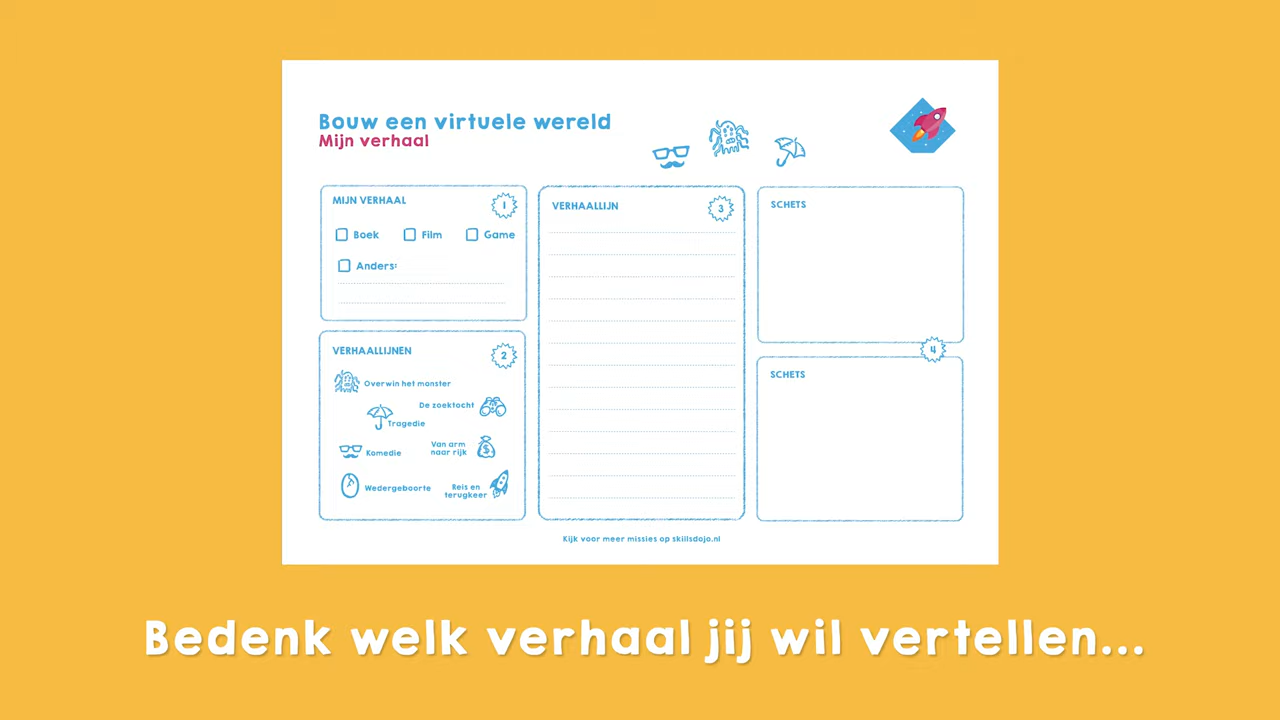 Bouw een virtuele wereld
Mijn verhaal
MIJN VERHAAL
1
Boek
Film
Game
Anders:
VERHAALLIJNEN
2
Overwin het monster
De zoektocht
Tragedie
Komedie
Van arm
naar rijk
Wedergeboorte
Reis en
terugkeer
VERHAALLIJN
3
SCHETS
4
SCHETS
Kijk voor meer missies op skillsdojo.nl
Bedenk welk verhaal jij wil vertellen...